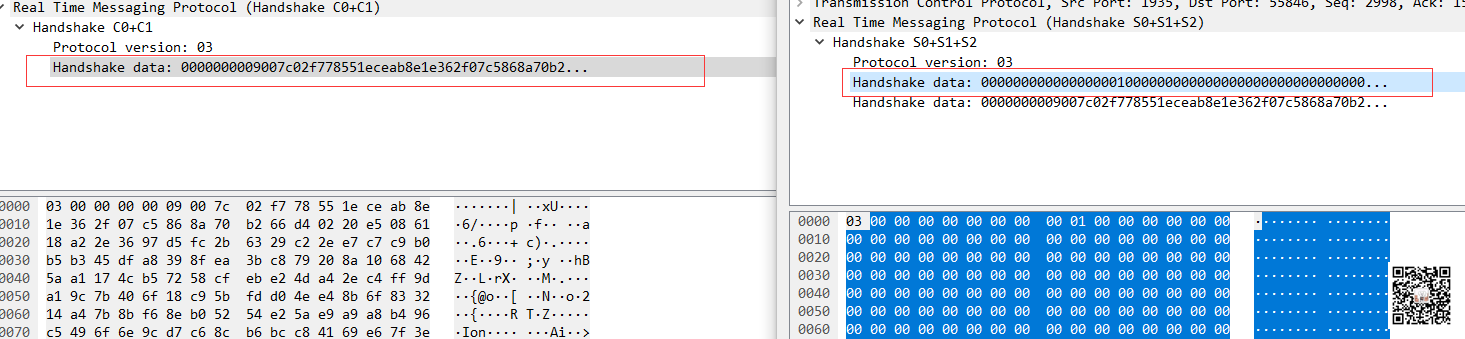 Real Time Messaging Protocol (Handshake C0+C1)
Handshake C0+C1
Protocol version: 03
Handshake data: 0000000009007c02f778551eceab8e1e362f07c5868a70b2...
0000 03 00 00 00 00 09 00 7c 02 f7 78 55 1e ce ab 8e ·······| ··xU····
0010 1e 36 2f 07 c5 86 8a 70 b2 66 d4 02 20 e5 08 61 ·6/····p ·f·· ··a
0020 18 a2 2e 36 97 d5 fc 2b 63 29 c2 2e e7 c7 c9 b0 ··.6···+ c)·.····
0030 b5 b3 45 df a8 39 8f ea 3b c8 79 20 8a 10 68 42 ··E··9·· ;·y ··hB
0040 5a a1 17 4c b5 72 58 cf eb e2 4d a4 2e c4 ff 9d Z··L·rX· ··M·.···
0050 a1 9c 7b 40 6f 18 c9 5b fd d0 4e e4 8b 6f 83 32 ··{@o··[ ··N··o·2
0060 14 a4 7b 8b f6 8e b0 52 54 e2 5a e9 a9 a8 b4 96 ··{····R T·Z·····
0070 c5 49 6f 6e 9c d7 c6 8c b6 bc c8 41 69 e6 7f 3e ·Ion···· ···Ai··>
Transmission Control Protocol, Src Port: 1935, Dst Port: 55846, Seq: 2998, Ack: 15
Real Time Messaging Protocol (Handshake S0+S1+S2)
Handshake S0+S1+S2
Protocol version: 03
Handshake data: 000000000000000001000000000000000000000000000000...
Handshake data: 0000000009007c02f778551eceab8e1e362f07c5868a70b2...
0000 03 00 00 00 00 00 00 00 00 00 01 00 00 00 00 00 00 ········ ········
0010 00 00 00 00 00 00 00 00 00 00 00 00 00 00 00 00 ········ ········
0020 00 00 00 00 00 00 00 00 00 00 00 00 00 00 00 00 ········ ········
0030 00 00 00 00 00 00 00 00 00 00 00 00 00 00 00 00 ········ ········
0040 00 00 00 00 00 00 00 00 00 00 00 00 00 00 00 00 ········ ········
0050 00 00 00 00 00 00 00 00 00 00 00 00 00 00 00 00 ········ ········
0060 00 00 00 00 00 00 00 00 00 00 00 00 00 00 00 00 ········ ········